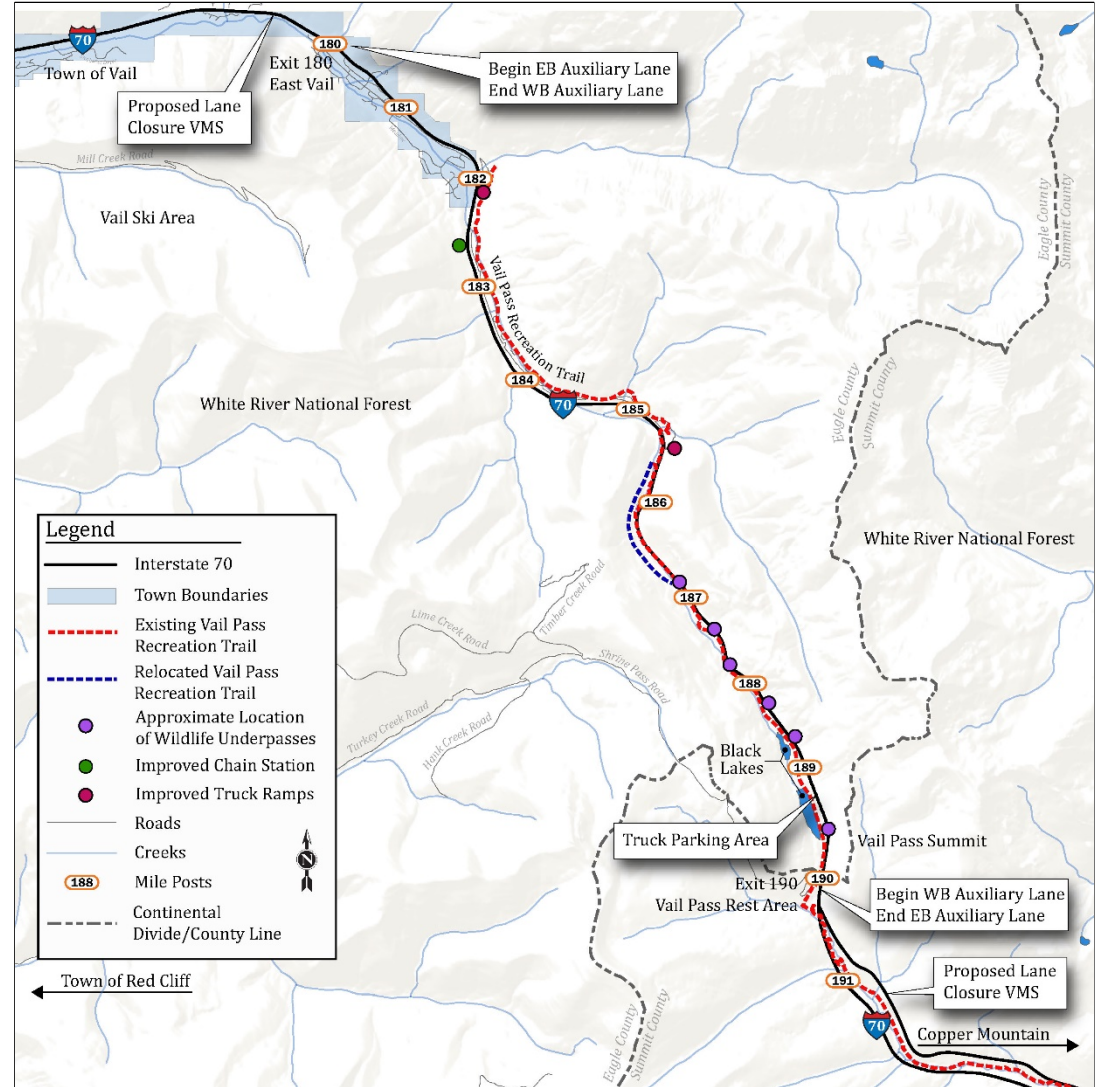 70
Town of Vail
180
Exit 180
East Vail
Begin EB Auxiliary Lane
End WB Auxiliary Lane
Proposed Lane
Closure VMS
181
Mill Creek Road
182
Vail Ski Area
Eagle County
Summit County
183
Vail Pass Recreation Trail
184
70
185
White River National Forest
Eagle County
Summit County
186
White River National Forest
187
Timber Creek Road
Lime Creek Road
Shrine Pass Road
188
Turkey Creek Road
Hank Creek Road
Black
Lakes
189
Truck Parking Area
Vail Pass Summit
190
Exit 190
Vail Pass Rest Area
Begin WB Auxiliary Lane
End EB Auxiliary Lane
191
Proposed Lane
Closure VMS
70
Copper Mountain
Eagle County
Summit County
Legend
Interstate 70
Town Boundaries
Existing Vail Pass
Recreation Trail
Relocated Vail Pass
Recreation Trail
Approximate Location
of Wildlife Underpasses
Improved Chain Station
Improved Truck Ramps
Roads
Creeks
N
188
Mile Posts
Continental
Divide/County Line
Town of Red Cliff